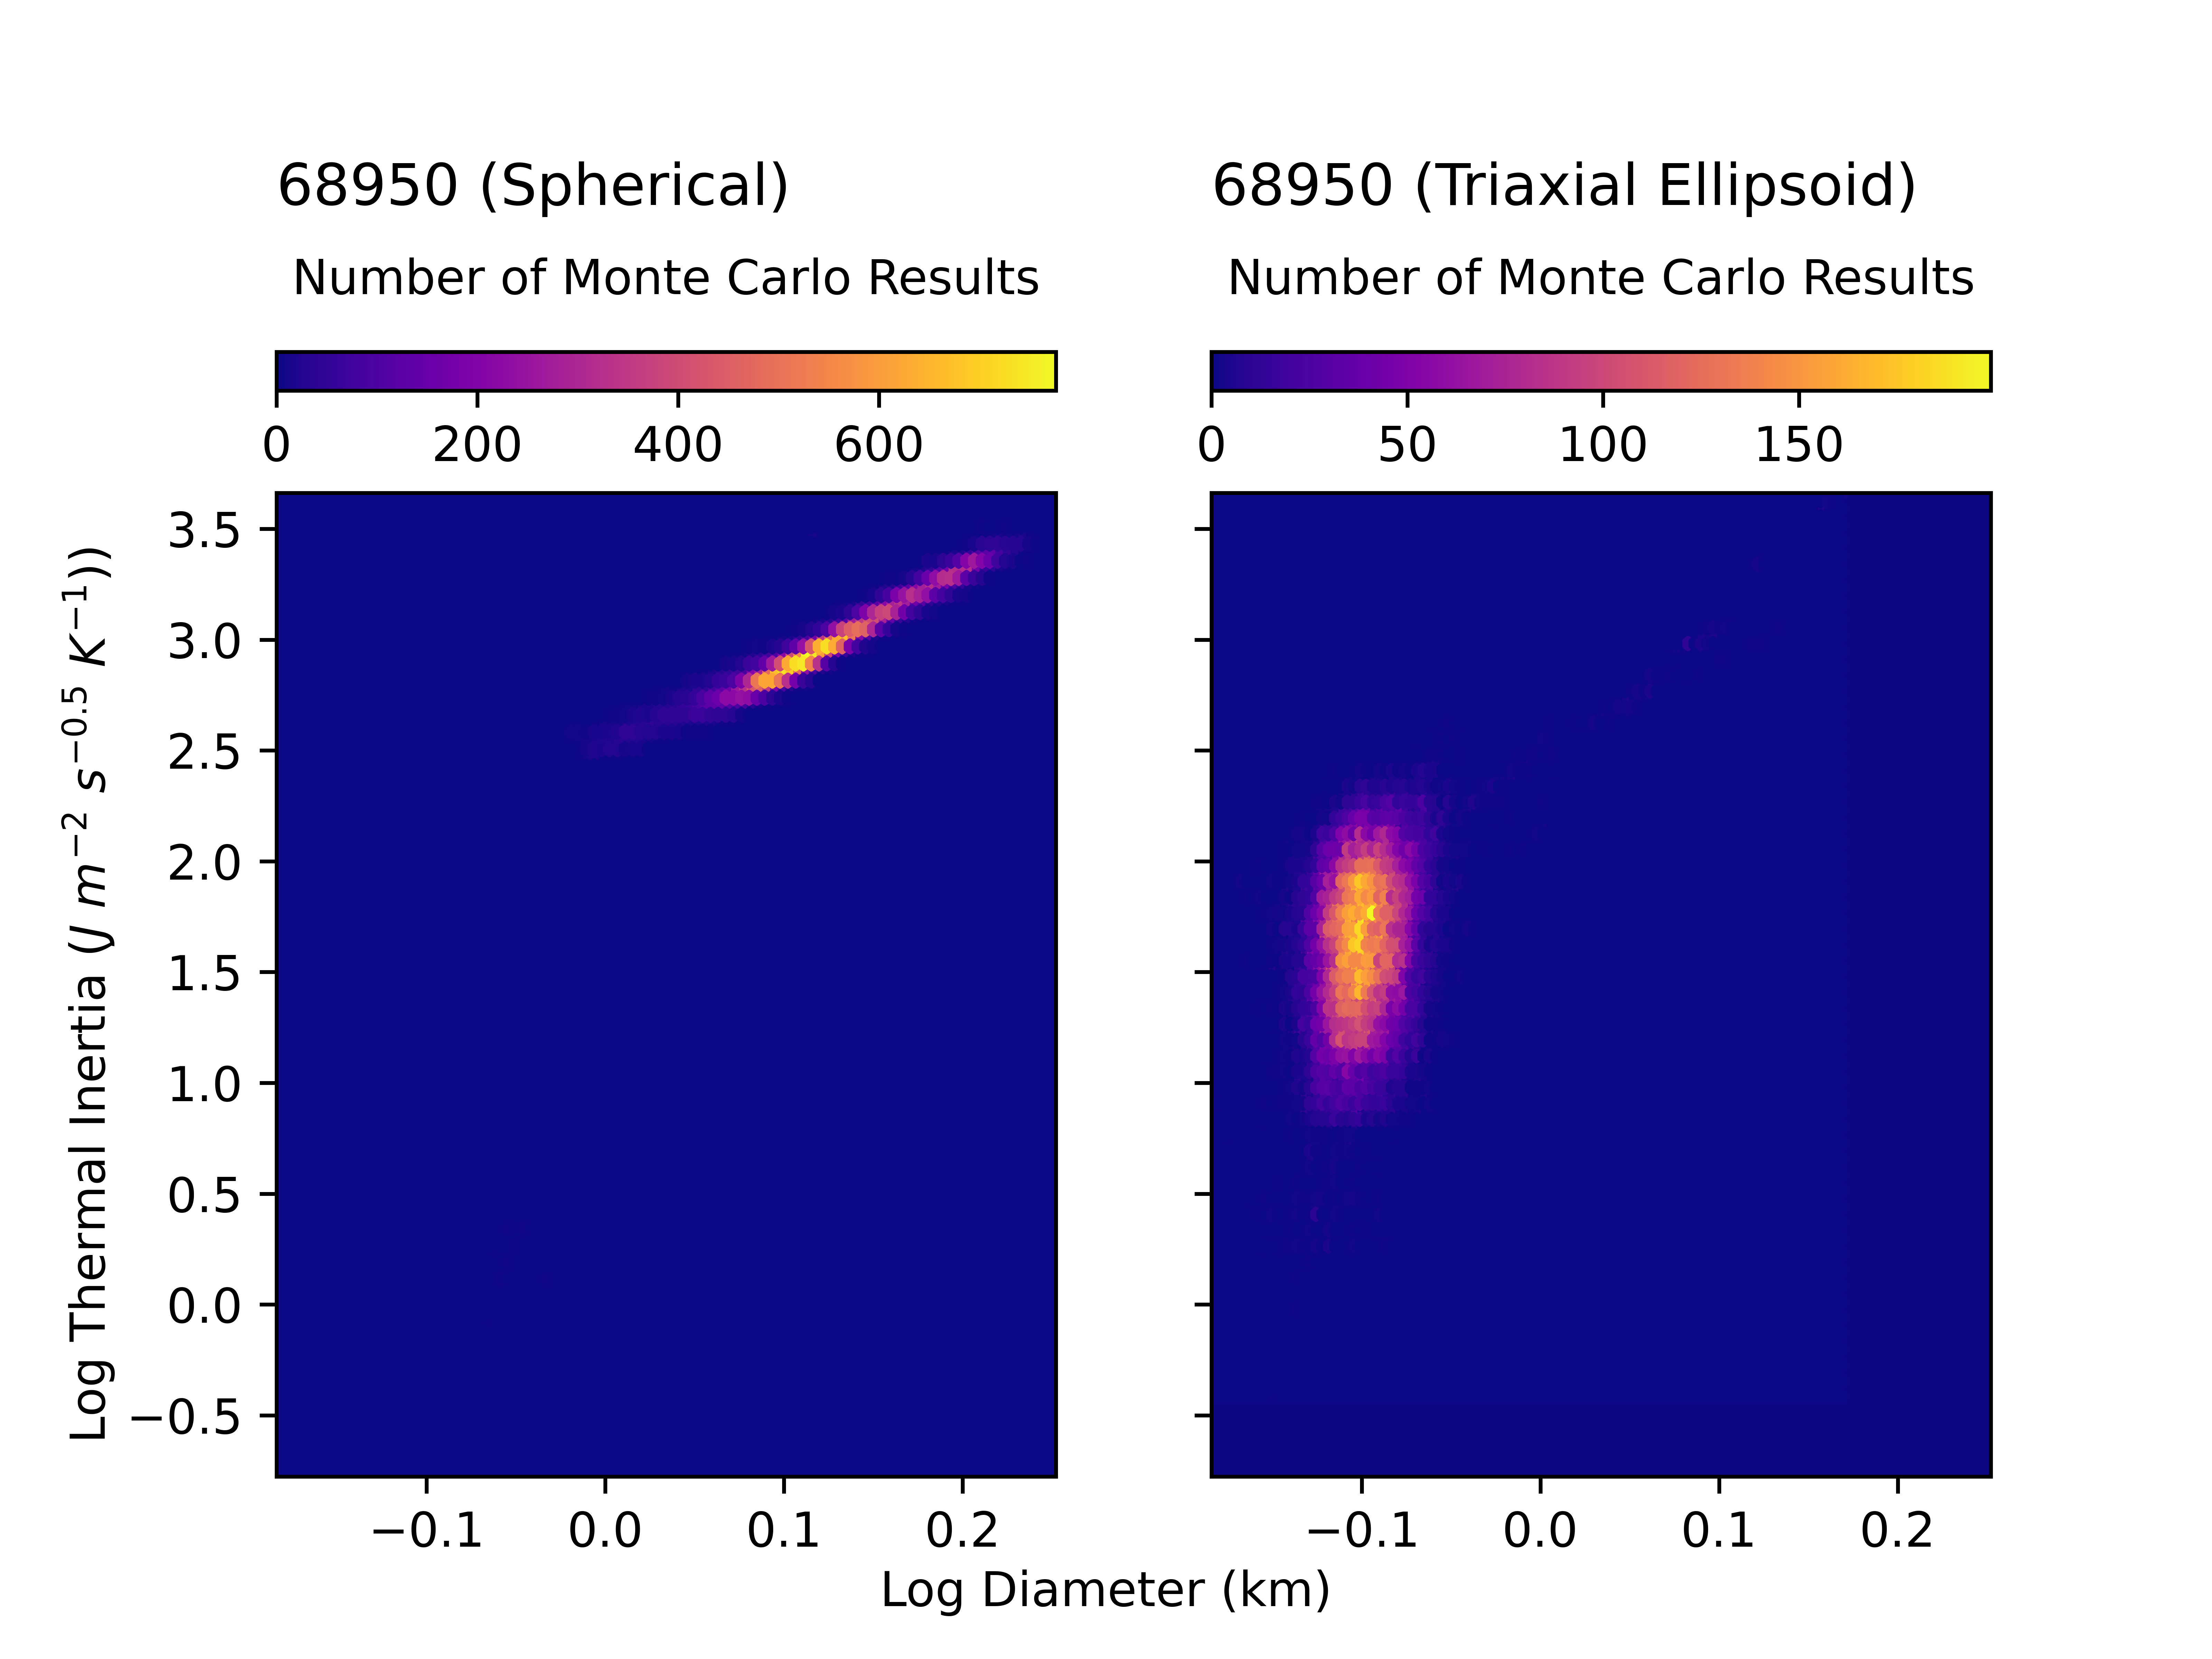 68950 (Spherical)
Number of Monte Carlo Results
0 200 400 600
68950 (Triaxial Ellipsoid)
Number of Monte Carlo Results
0 50 100 150
Log Thermal Inertia (J m⁻² s⁻⁰·⁵ K⁻¹))
3.5
3.0
2.5
2.0
1.5
1.0
0.5
0.0
−0.5
−0.1 0.0 0.1 0.2
−0.1 0.0 0.1 0.2
Log Diameter (km)